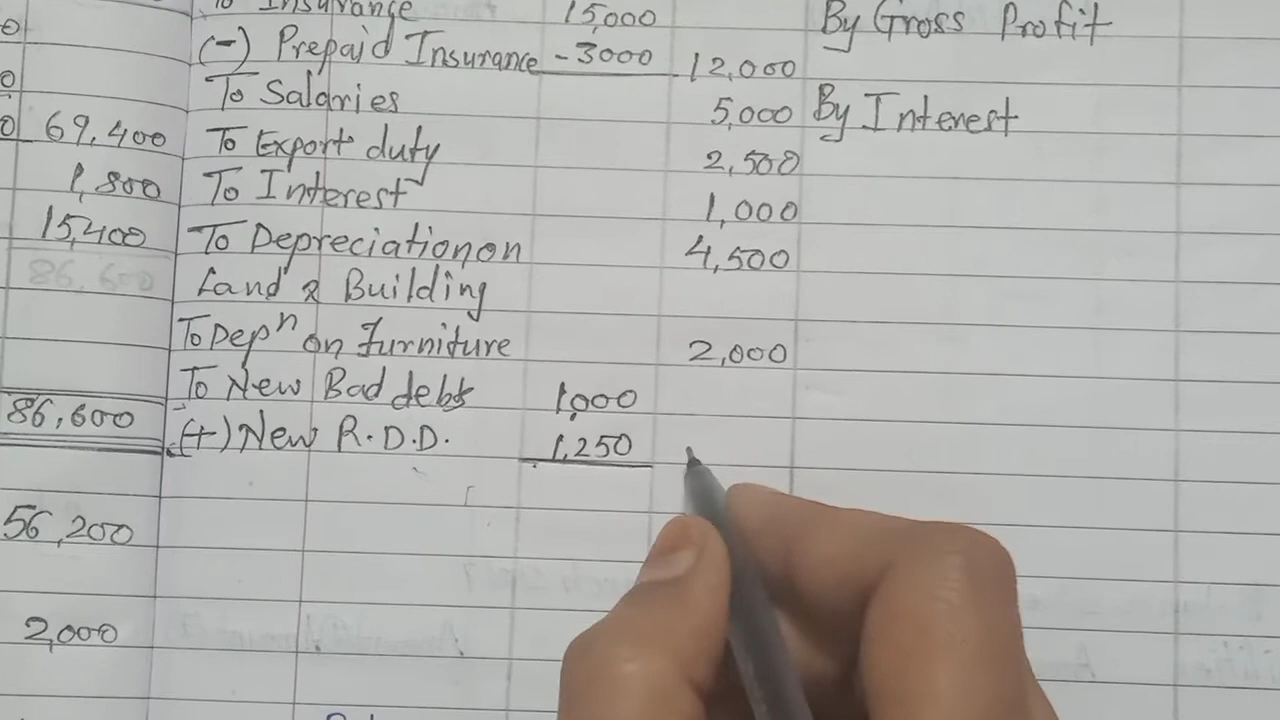 To Insurance 15,000 By Gross Profit
(-) Prepaid Insurance -3000 12,000
To Salaries 5,000 By Interest
69,400 To Export duty 2,500
1,800 To Interest 1,000
15,400 To Depreciation on 4,500
86,600 Land & Building
To Depn on Furniture 2,000
To New Bad debts 1,000
86,600 (+) New R.D.D. 1,250
56,200
2,000